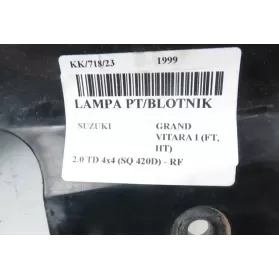 KK/718/23 1999
LAMPA PT/BLOTNIK
SUZUKI GRAND
VITARA I (FT,
HT)
2.0 TD 4x4 (SQ 420D) - RF